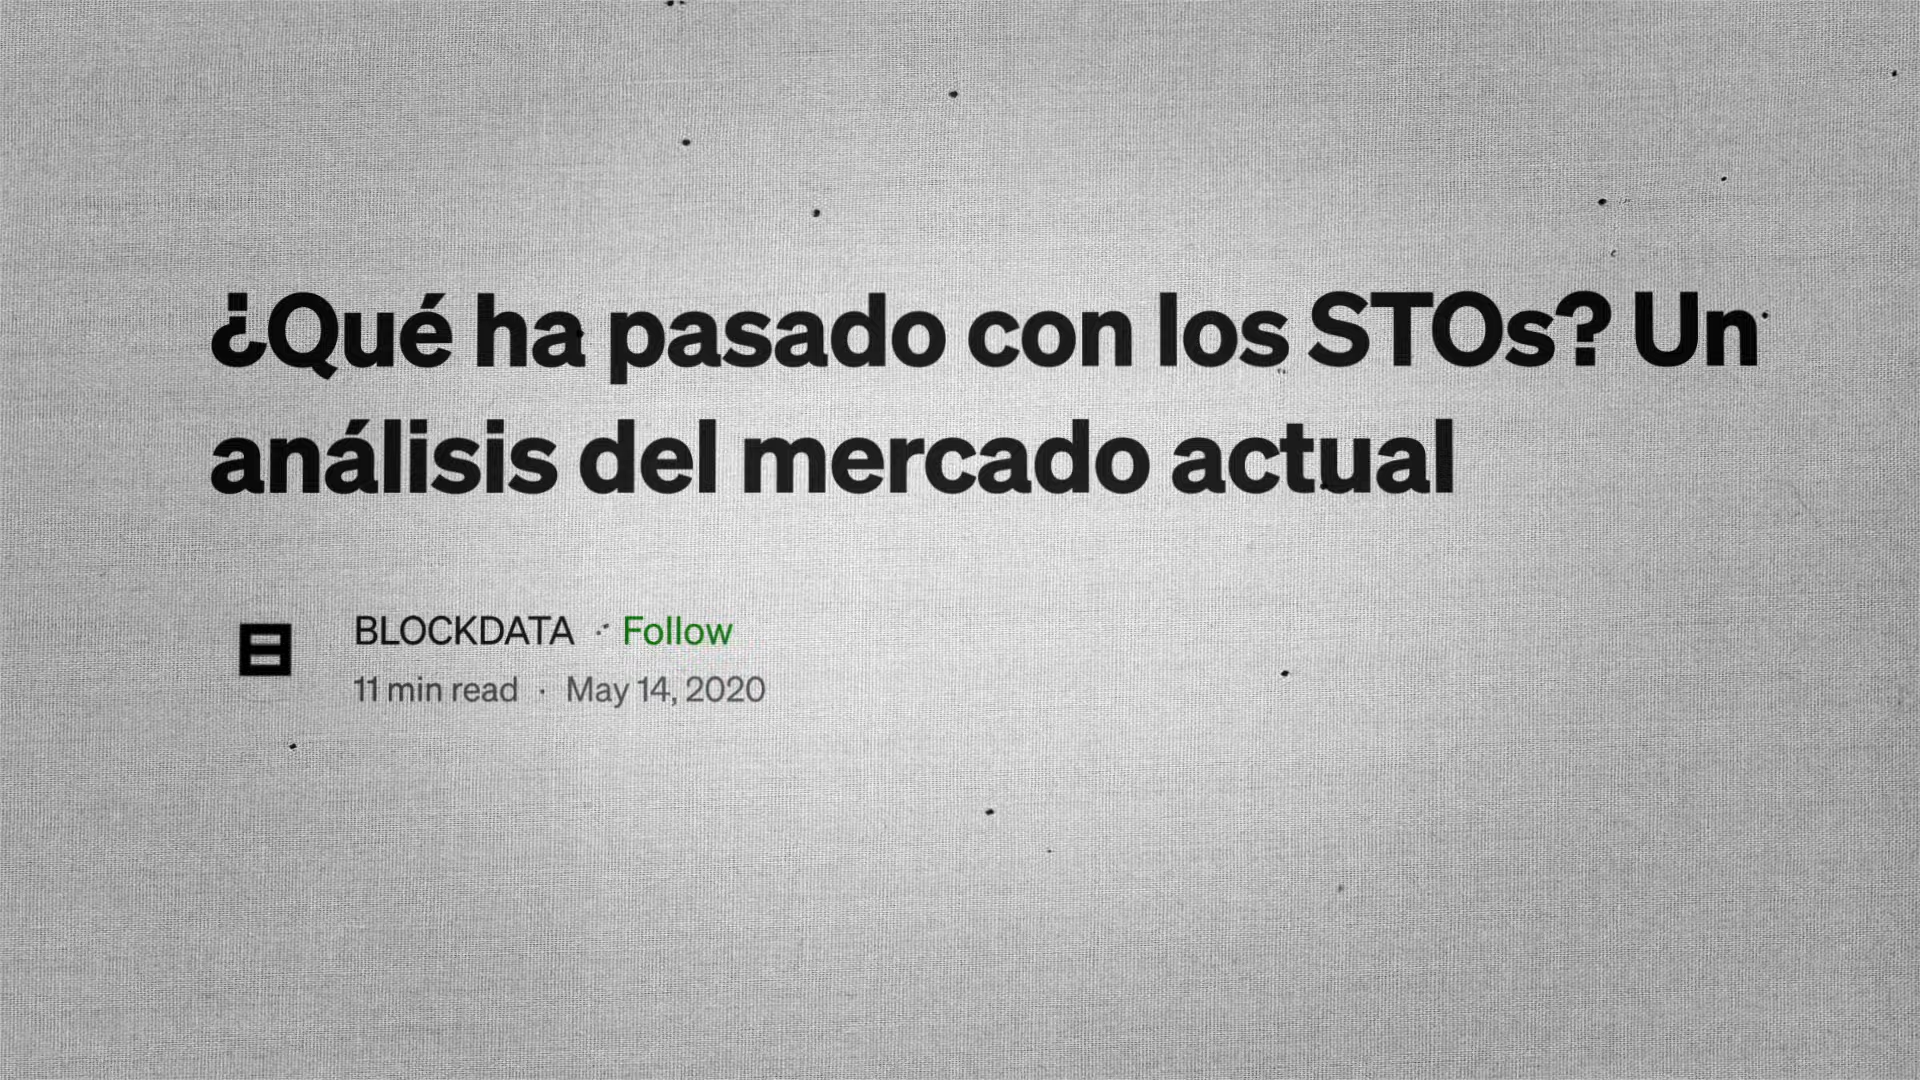 ¿Qué ha pasado con los STOs? Un
análisis del mercado actual
BLOCKDATA · Follow
11 min read · May 14, 2020